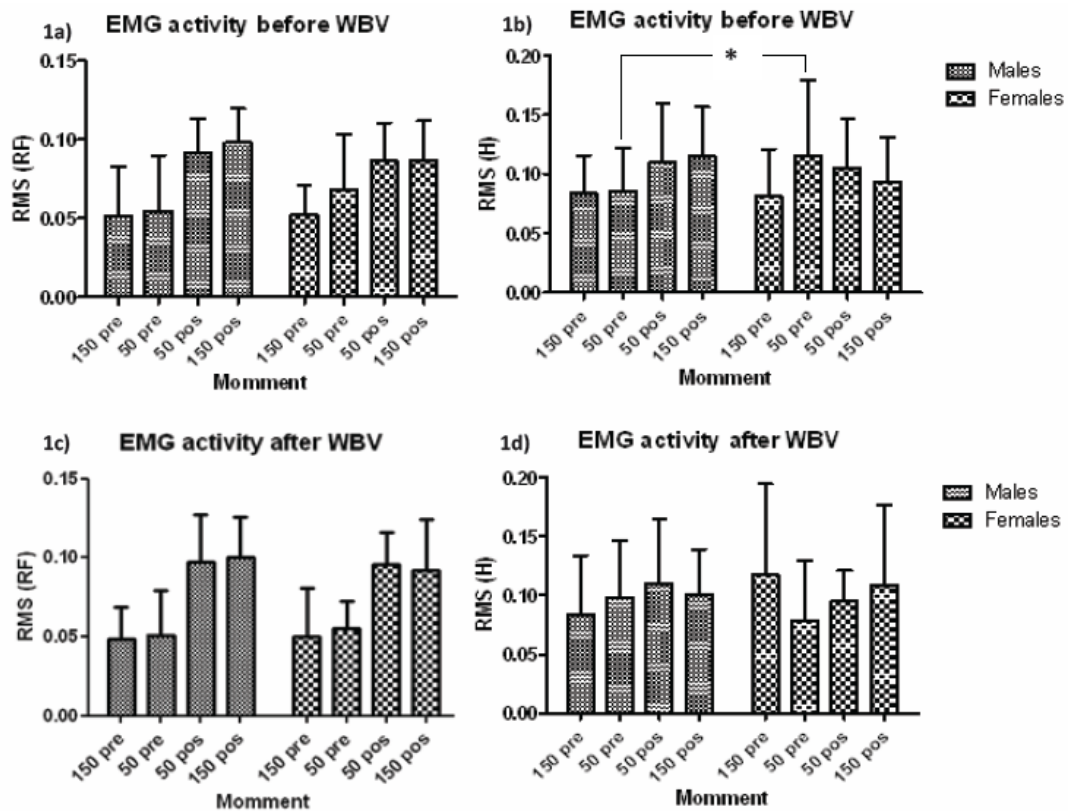 1a) EMG activity before WBV
0.15
0.10
0.05
0.00
RMS (RF)
150 pre
50 pre
50 pos
150 pos
150 pre
50 pre
50 pos
150 pos
Momment
1b) EMG activity before WBV
*
0.20
0.15
0.10
0.05
0.00
RMS (H)
150 pre
50 pre
50 pos
150 pos
150 pre
50 pre
50 pos
150 pos
Momment
Males
Females
1c) EMG activity after WBV
0.15
0.10
0.05
0.00
RMS (RF)
150 pre
50 pre
50 pos
150 pos
150 pre
50 pre
50 pos
150 pos
Momment
1d) EMG activity after WBV
0.20
0.15
0.10
0.05
0.00
RMS (H)
150 pre
50 pre
50 pos
150 pos
150 pre
50 pre
50 pos
150 pos
Momment
Males
Females